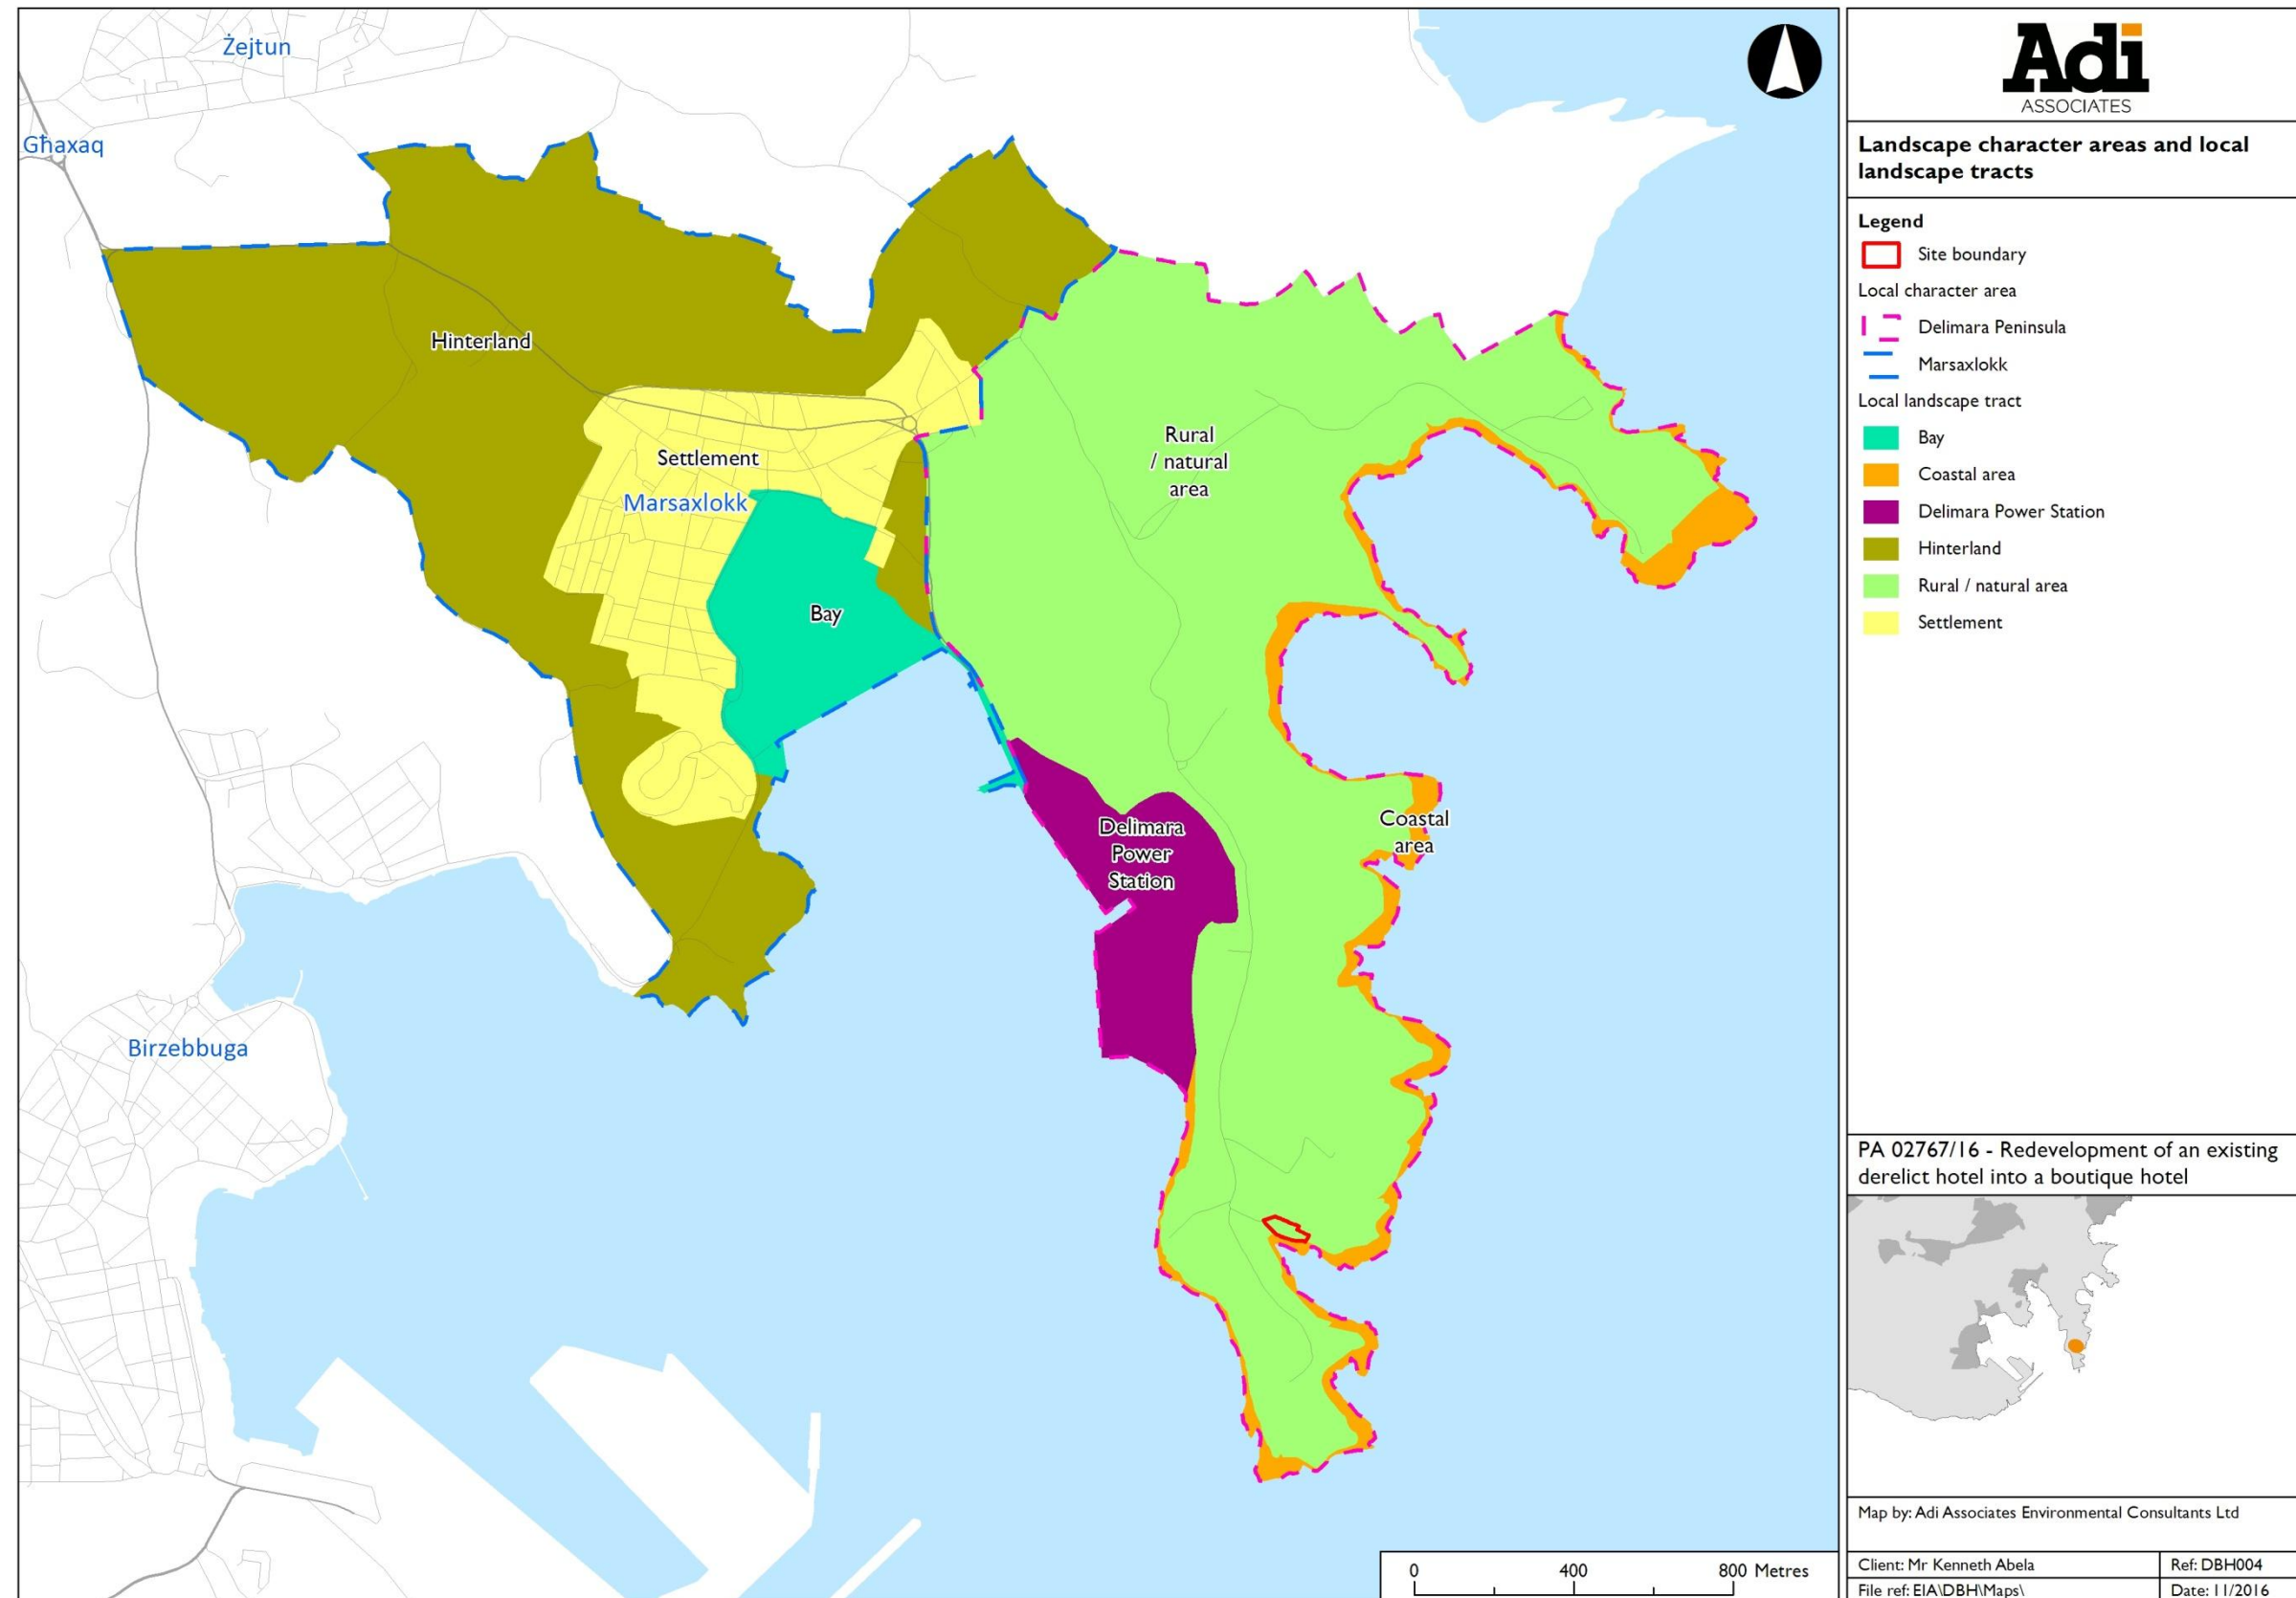 Żejtun
Għaxaq
Hinterland
Settlement
Marsaxlokk
Bay
Rural
/ natural
area
Coastal
area
Delimara
Power
Station
Birzebbuga
0 400 800 Metres
Adi
ASSOCIATES
Landscape character areas and local
landscape tracts
Legend
Site boundary
Local character area
Delimara Peninsula
Marsaxlokk
Local landscape tract
Bay
Coastal area
Delimara Power Station
Hinterland
Rural / natural area
Settlement
PA 02767/16 - Redevelopment of an existing
derelict hotel into a boutique hotel
Map by: Adi Associates Environmental Consultants Ltd
Client: Mr Kenneth Abela
Ref: DBH004
File ref: EIA\DBH\Maps\
Date: 11/2016